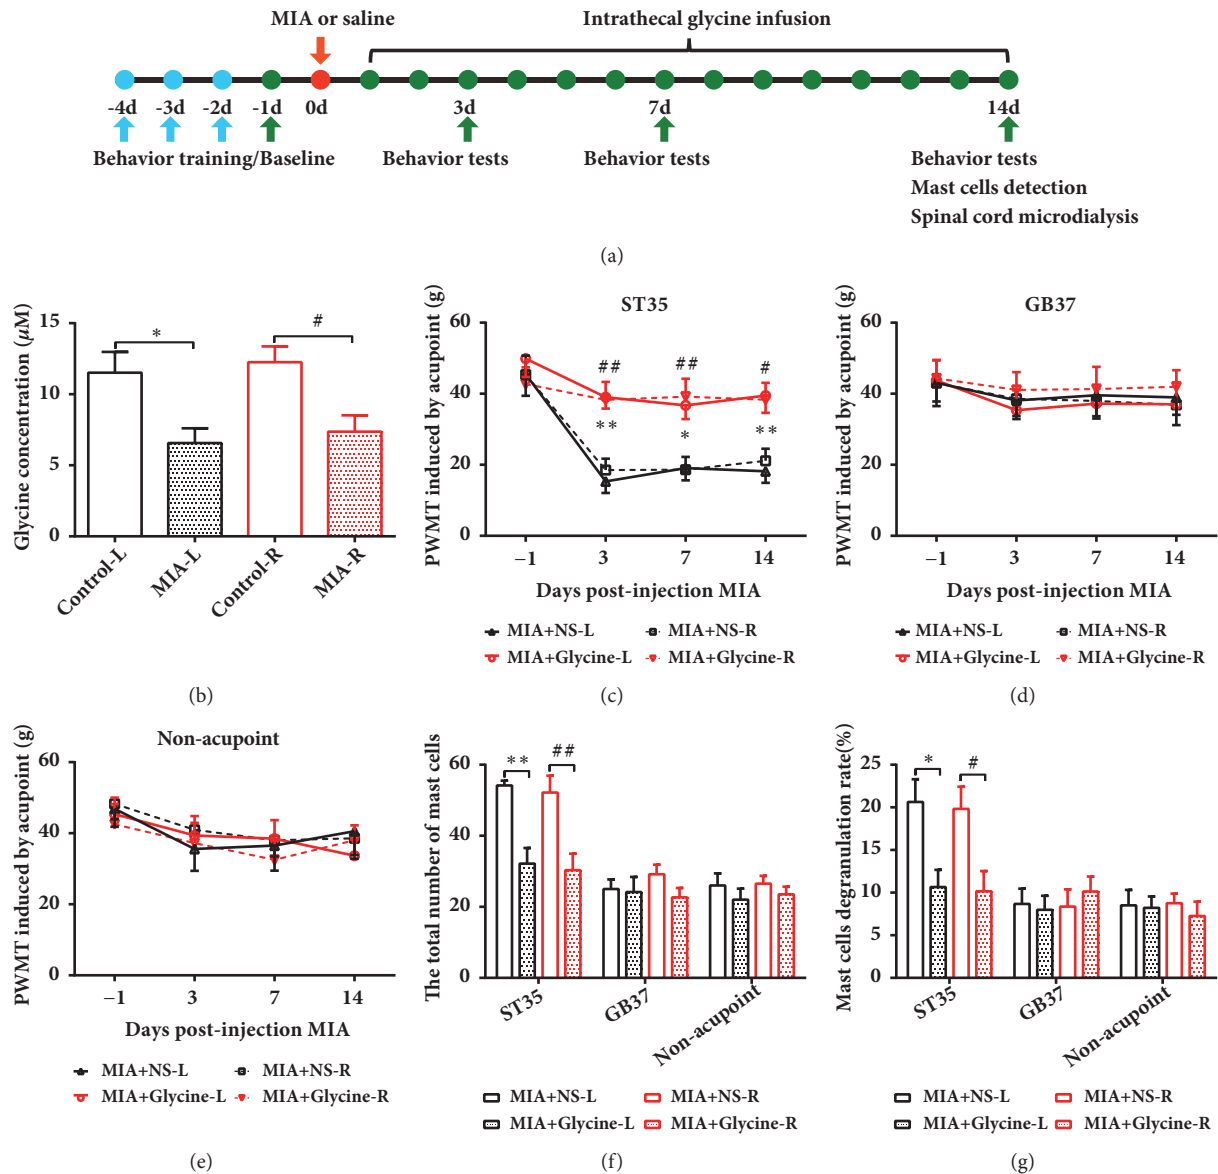 MIA or saline
Intrathecal glycine infusion
-4d -3d -2d -1d 0d 3d 7d 14d
Behavior training/Baseline
Behavior tests
Behavior tests
Behavior tests
Mast cells detection
Spinal cord microdialysis
(a)
Glycine concentration (μM)
15
10
5
0
*
#
Control-L
MIA-L
Control-R
MIA-R
(b)
ST35
PWMT induced by acupoint (g)
60
40
20
0
## ## #
** * **
−1 3 7 14
Days post-injection MIA
MIA+NS-L MIA+NS-R
MIA+Glycine-L MIA+Glycine-R
(c)
GB37
PWMT induced by acupoint (g)
60
40
20
0
−1 3 7 14
Days post-injection MIA
MIA+NS-L MIA+NS-R
MIA+Glycine-L MIA+Glycine-R
(d)
Non-acupoint
PWMT induced by acupoint (g)
60
40
20
0
−1 3 7 14
Days post-injection MIA
MIA+NS-L MIA+NS-R
MIA+Glycine-L MIA+Glycine-R
(e)
The total number of mast cells
60
40
20
0
** ##
ST35
GB37
Non-acupoint
MIA+NS-L MIA+NS-R
MIA+Glycine-L MIA+Glycine-R
(f)
Mast cells degranulation rate(%)
25
20
15
10
5
0
* #
ST35
GB37
Non-acupoint
MIA+NS-L MIA+NS-R
MIA+Glycine-L MIA+Glycine-R
(g)